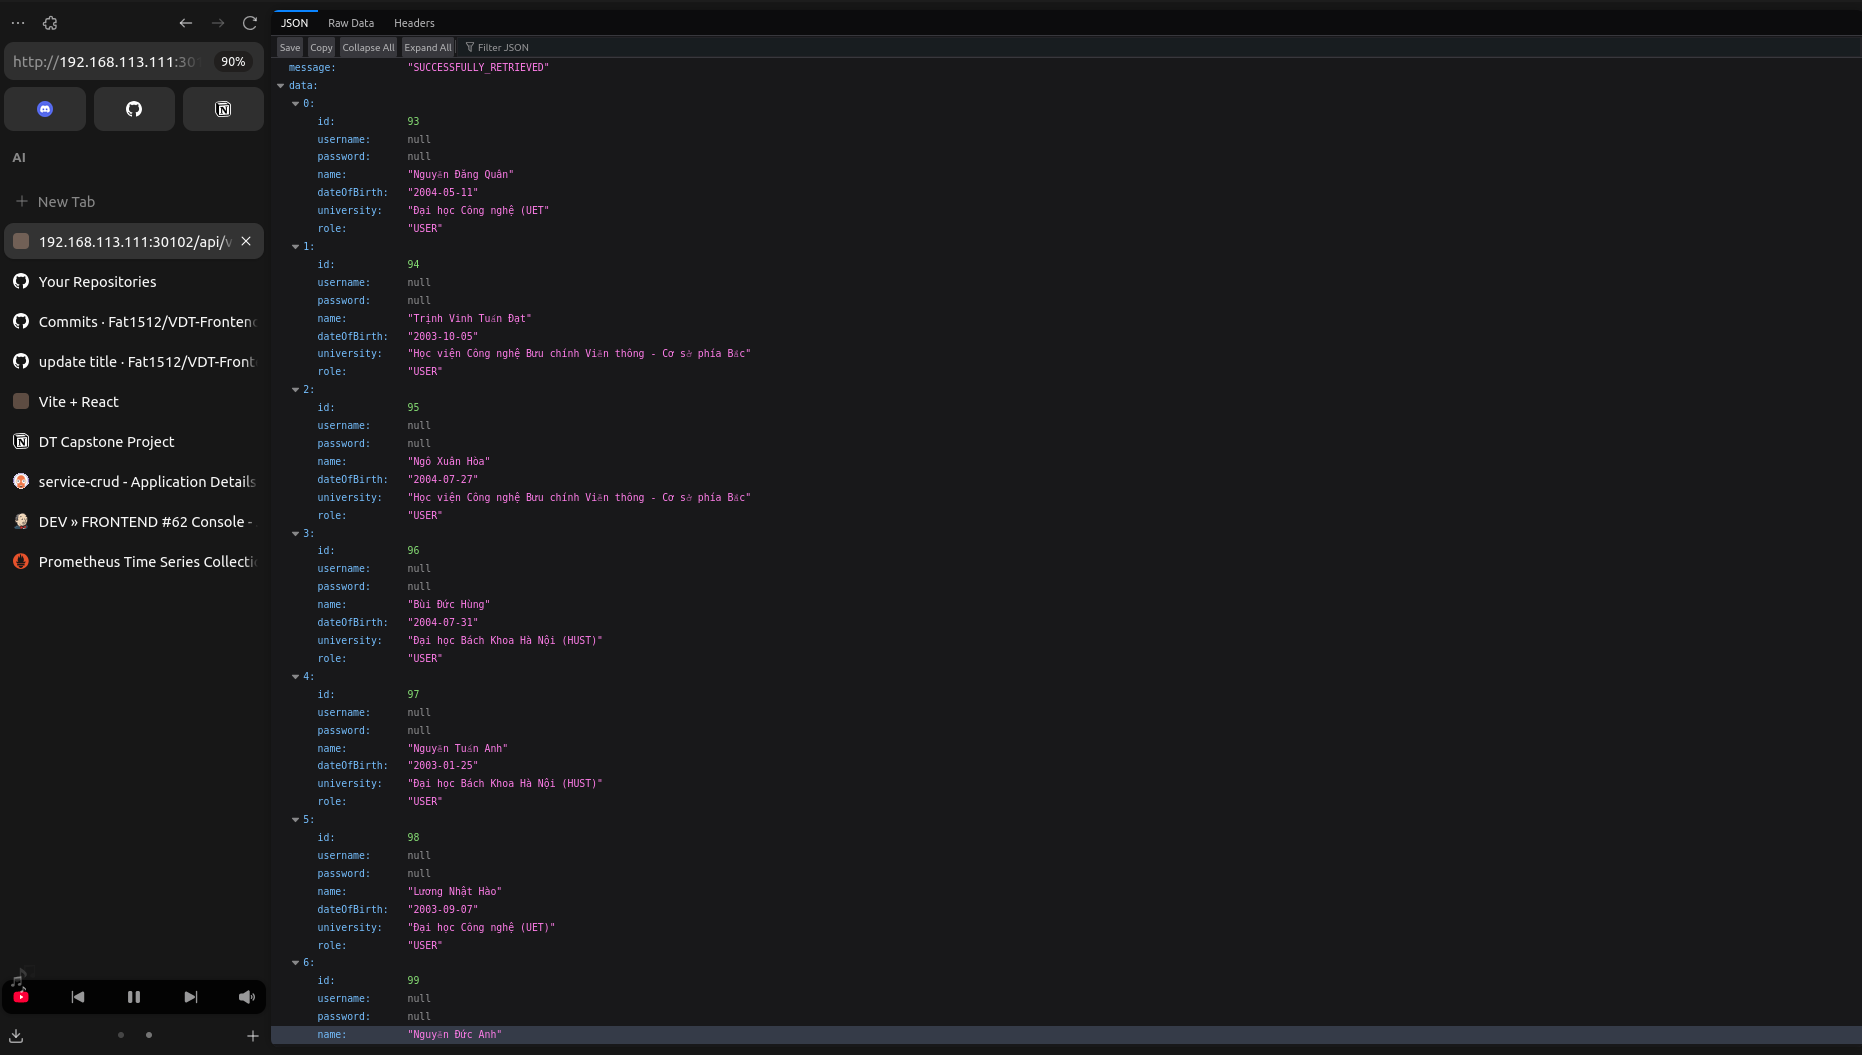 http://192.168.113.111:30
90%
AI
New Tab
192.168.113.111:30102/api/v
Your Repositories
Commits · Fat1512/VDT-Frontend
update title · Fat1512/VDT-Front
Vite + React
DT Capstone Project
service-crud - Application Details
DEV » FRONTEND #62 Console -
Prometheus Time Series Collecti
JSON Raw Data Headers
Save Copy Collapse All Expand All Filter JSON
message: "SUCCESSFULLY_RETRIEVED"
data:
0:
id: 93
username: null
password: null
name: "Nguyễn Đăng Quân"
dateOfBirth: "2004-05-11"
university: "Đại học Công nghệ (UET"
role: "USER"
1:
id: 94
username: null
password: null
name: "Trịnh Vinh Tuấn Đạt"
dateOfBirth: "2003-10-05"
university: "Học viện Công nghệ Bưu chính Viễn thông - Cơ sở phía Bắc"
role: "USER"
2:
id: 95
username: null
password: null
name: "Ngô Xuân Hòa"
dateOfBirth: "2004-07-27"
university: "Học viện Công nghệ Bưu chính Viễn thông - Cơ sở phía Bắc"
role: "USER"
3:
id: 96
username: null
password: null
name: "Bùi Đức Hùng"
dateOfBirth: "2004-07-31"
university: "Đại học Bách Khoa Hà Nội (HUST)"
role: "USER"
4:
id: 97
username: null
password: null
name: "Nguyễn Tuấn Anh"
dateOfBirth: "2003-01-25"
university: "Đại học Bách Khoa Hà Nội (HUST)"
role: "USER"
5:
id: 98
username: null
password: null
name: "Lương Nhật Hào"
dateOfBirth: "2003-09-07"
university: "Đại học Công nghệ (UET)"
role: "USER"
6:
id: 99
username: null
password: null
name: "Nguyễn Đức Anh"